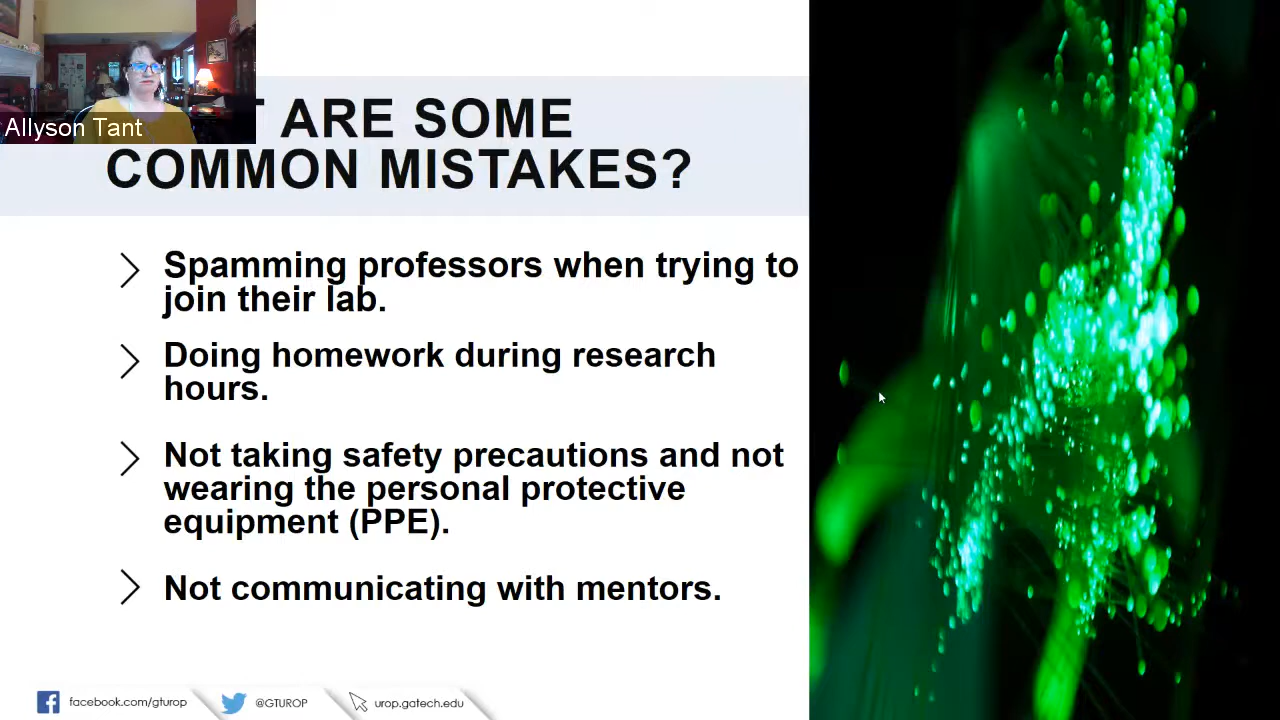 Allyson Tant
T ARE SOME
COMMON MISTAKES?
Spamming professors when trying to
join their lab.
Doing homework during research
hours.
Not taking safety precautions and not
wearing the personal protective
equipment (PPE).
Not communicating with mentors.
facebook.com/gturop
@GTUROP
urop.gatech.edu